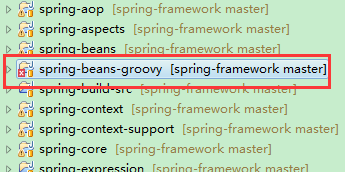 spring-aop [spring-framework master]
spring-aspects [spring-framework master]
spring-beans [spring-framework master]
spring-beans-groovy [spring-framework master]
spring-build-src [spring-framework master]
spring-context [spring-framework master]
spring-context-support [spring-framework master]
spring-core [spring-framework master]
spring-expression [spring-framework master]